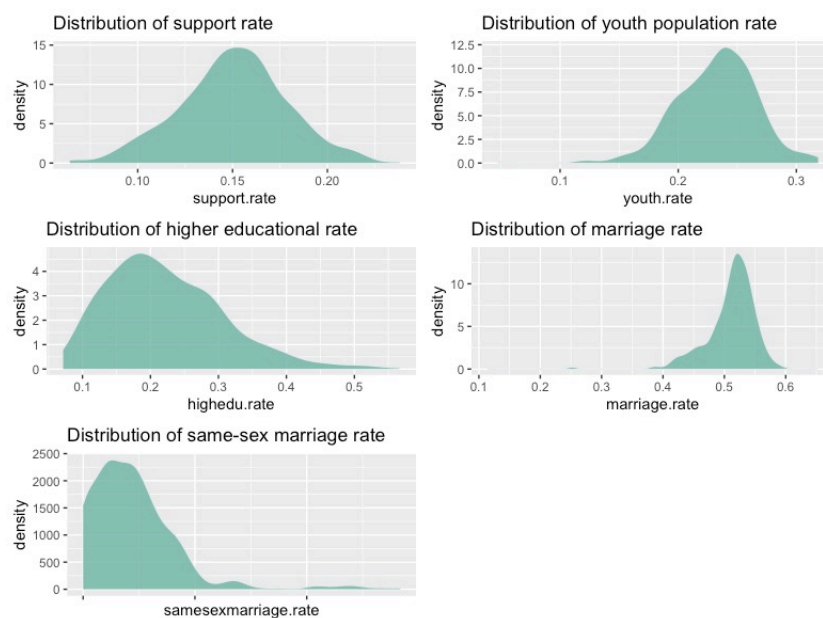 Distribution of support rate
15
10
5
0
density
0.10 0.15 0.20
support.rate
Distribution of youth population rate
12.5
10.0
7.5
5.0
2.5
0.0
density
0.1 0.2 0.3
youth.rate
Distribution of higher educational rate
4
3
2
1
0
density
0.1 0.2 0.3 0.4 0.5
highedu.rate
Distribution of marriage rate
10
5
0
density
0.1 0.2 0.3 0.4 0.5 0.6
marriage.rate
Distribution of same-sex marriage rate
2500
2000
1500
1000
500
0
density
samesexmarriage.rate